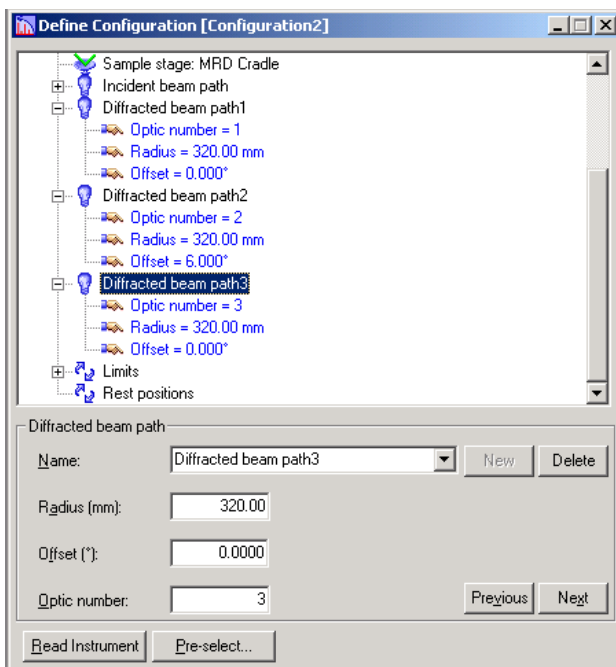 Define Configuration [Configuration2]
Sample stage: MRD Cradle
Incident beam path
Diffracted beam path1
Optic number = 1
Radius = 320.00 mm
Offset = 0.000°
Diffracted beam path2
Optic number = 2
Radius = 320.00 mm
Offset = 6.000°
Diffracted beam path3
Optic number = 3
Radius = 320.00 mm
Offset = 0.000°
Limits
Rest positions
Diffracted beam path
Name: Diffracted beam path3 New Delete
Radius (mm): 320.00
Offset (°): 0.0000
Optic number: 3 Previous Next
Read Instrument Pre-select...